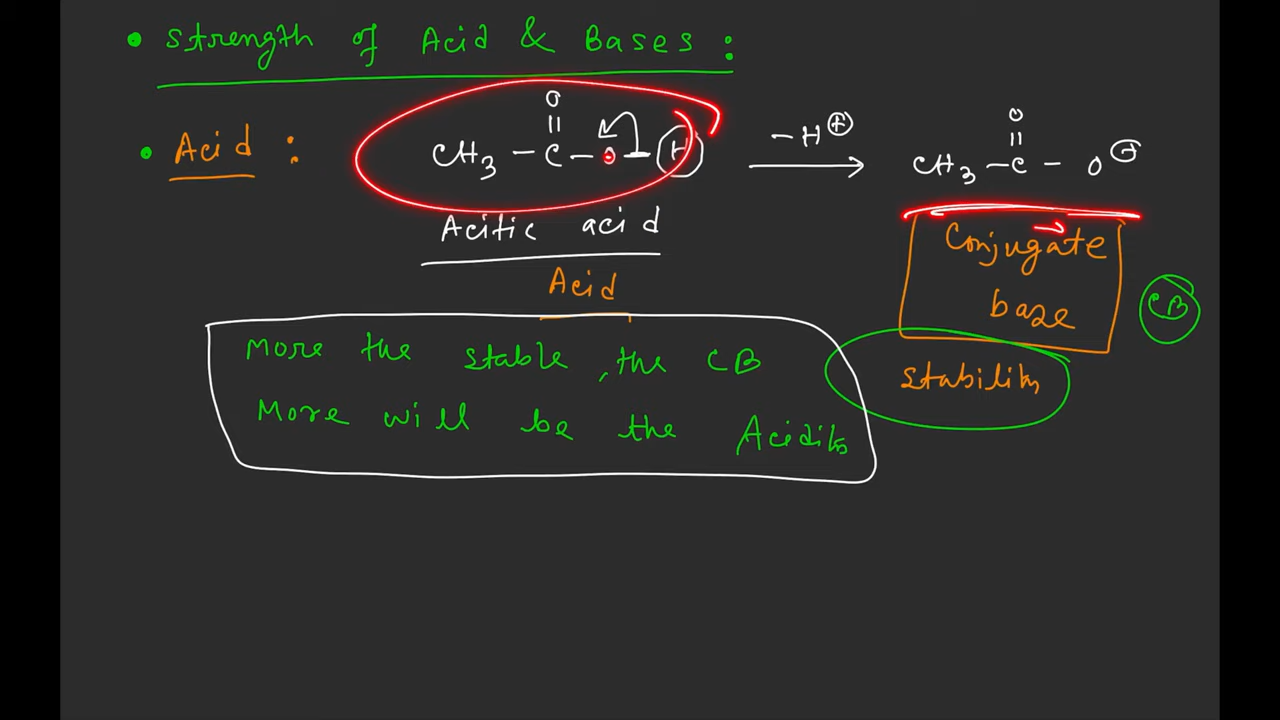 • Strength of Acid & Bases :
• Acid :
O
||
CH3 – C – O – H
– H⊕
O
||
CH3 – C – O⊖
Acitic acid
Acid
Conjugate
base
CB
stability
More the stable, the CB
More will be the Acidity